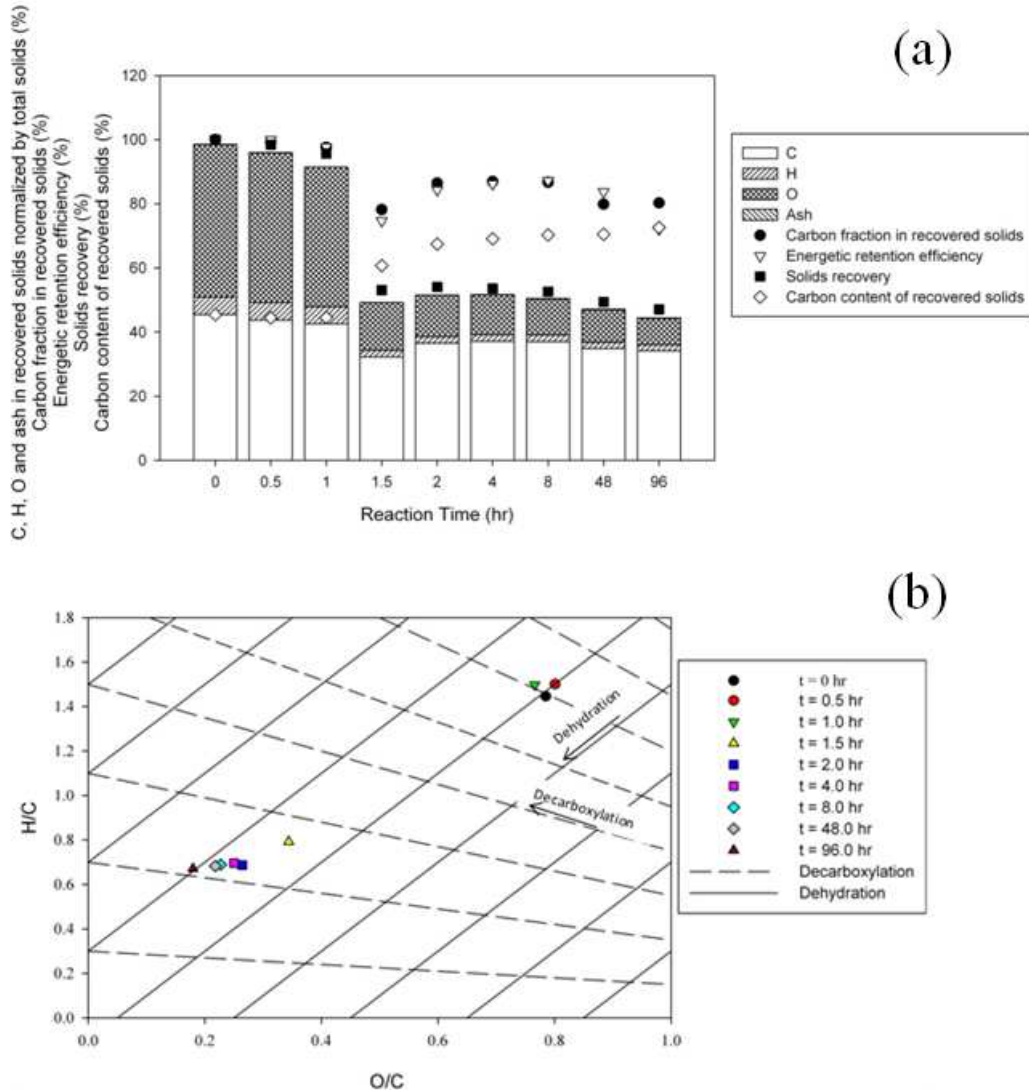 (a)
C, H, O and ash in recovered solids normalized by total solids (%)
Carbon fraction in recovered solids (%)
Energetic retention efficiency (%)
Solids recovery (%)
Carbon content of recovered solids (%)
120
100
80
60
40
20
0
0 0.5 1 1.5 2 4 8 48 96
Reaction Time (hr)
C
H
O
Ash
Carbon fraction in recovered solids
Energetic retention efficiency
Solids recovery
Carbon content of recovered solids
(b)
H/C
1.8
1.6
1.4
1.2
1.0
0.8
0.6
0.4
0.2
0.0
0.0 0.2 0.4 0.6 0.8 1.0
O/C
Dehydration
Decarboxylation
t = 0 hr
t = 0.5 hr
t = 1.0 hr
t = 1.5 hr
t = 2.0 hr
t = 4.0 hr
t = 8.0 hr
t = 48.0 hr
t = 96.0 hr
Decarboxylation
Dehydration